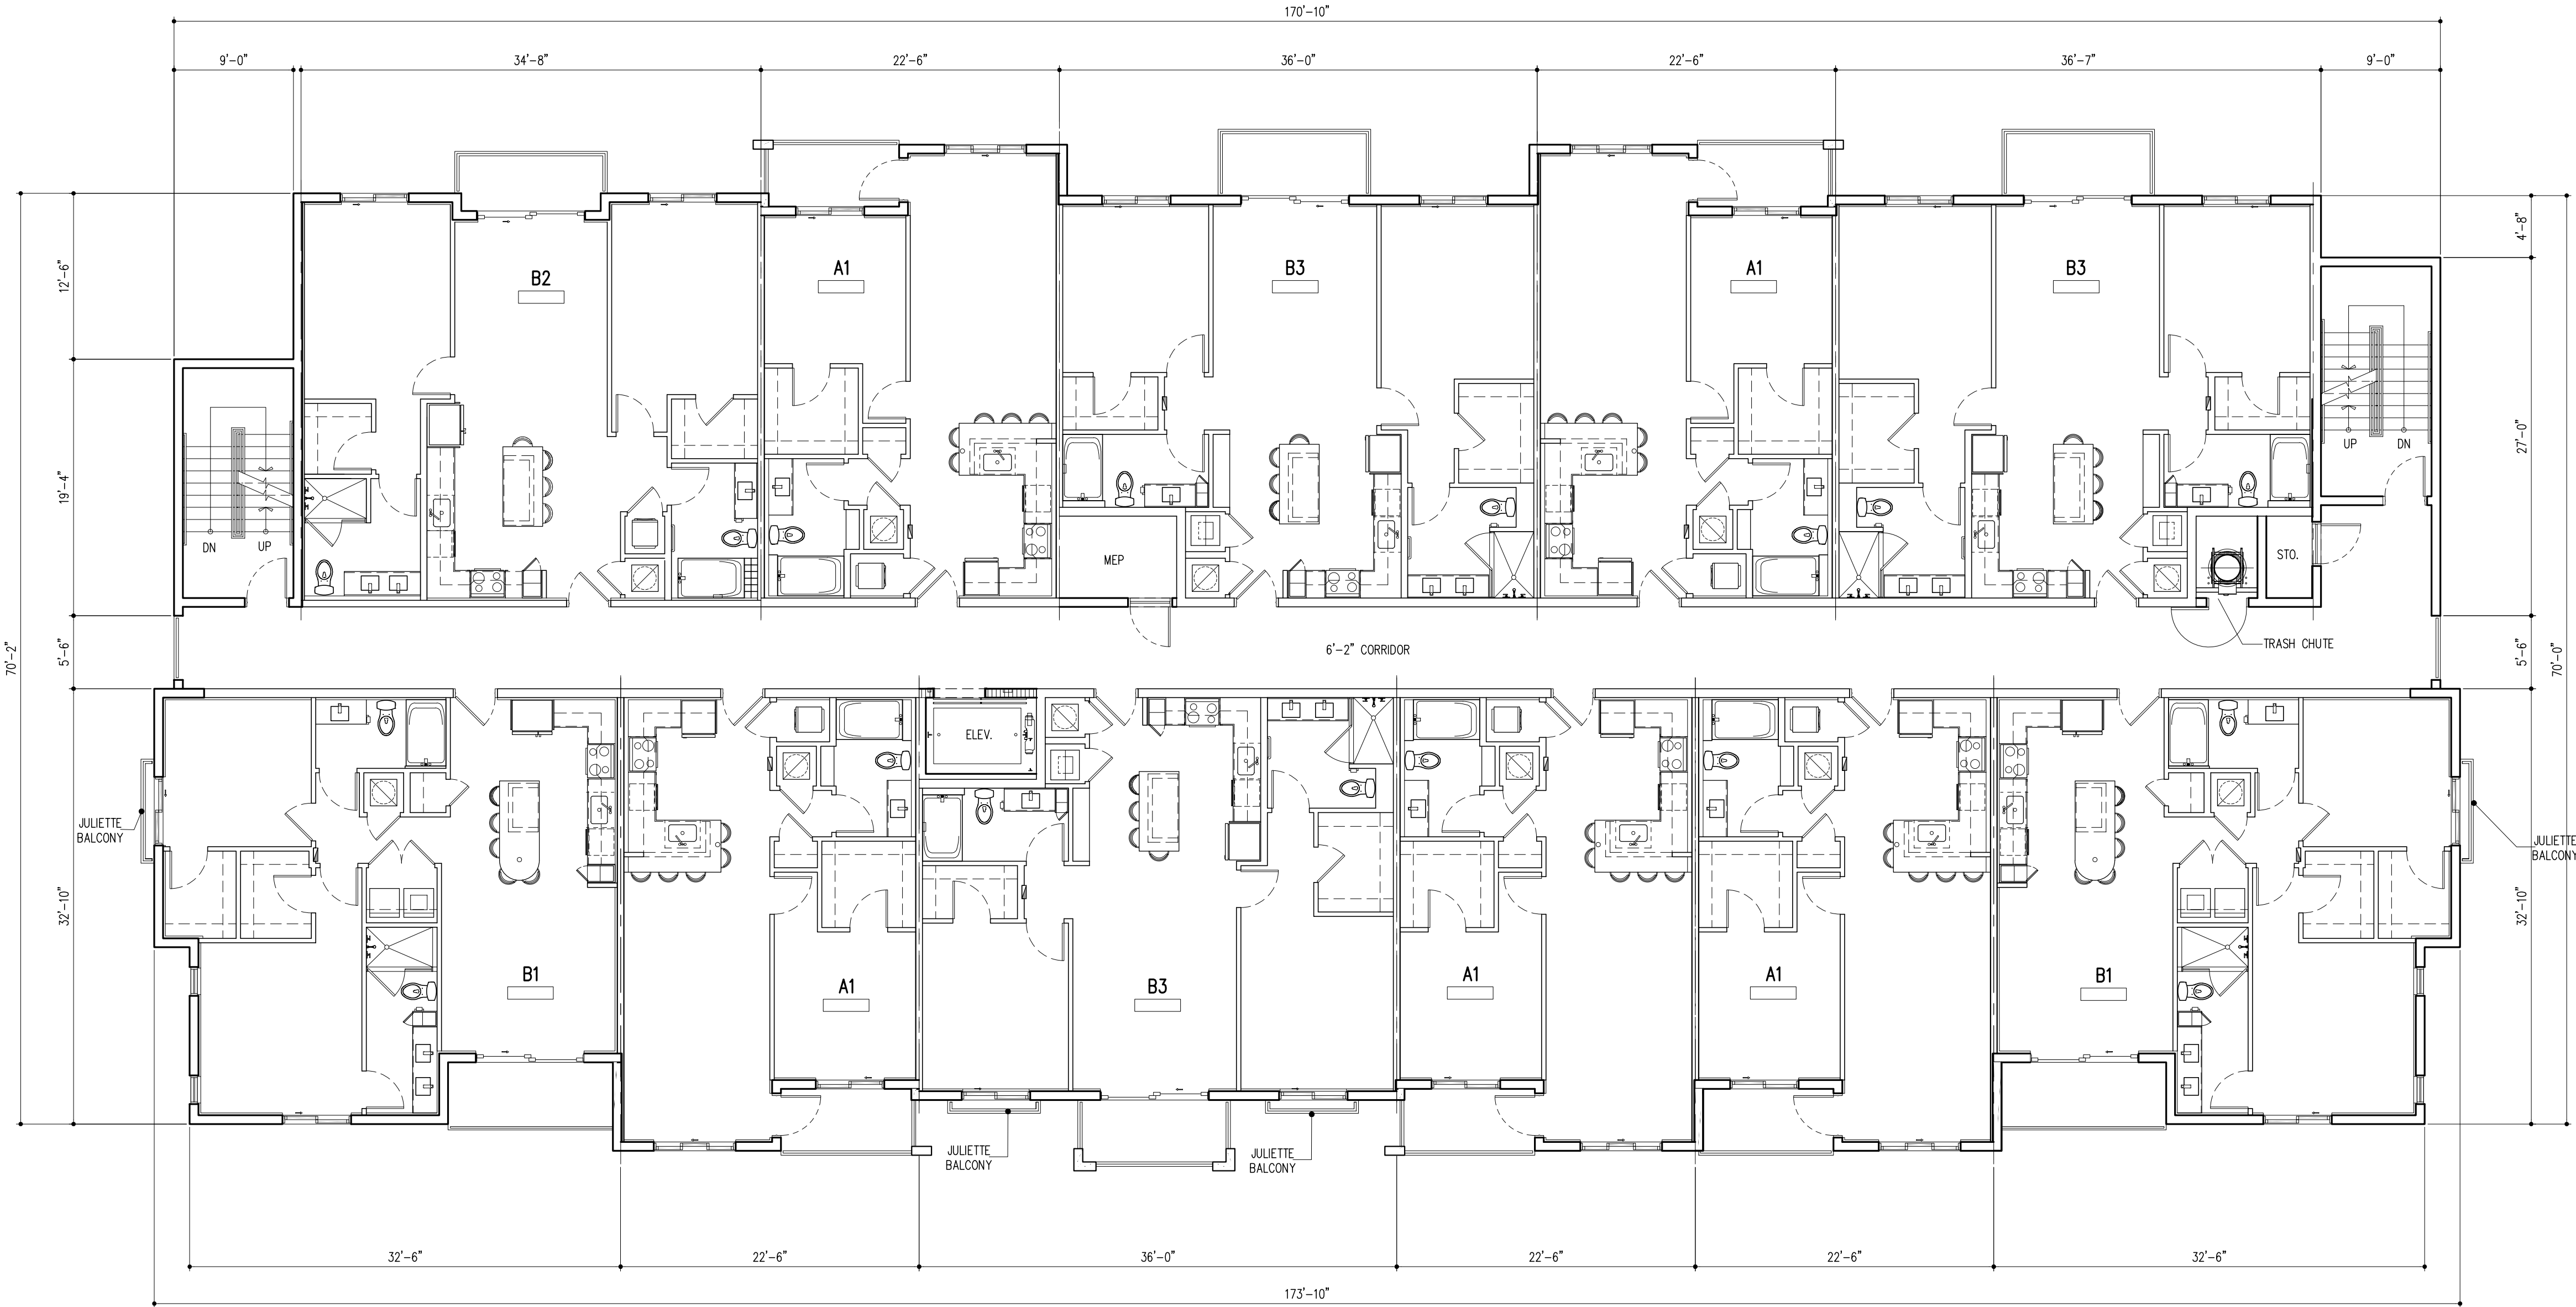 170'-10"
9'-0"
34'-8"
22'-6"
36'-0"
22'-6"
36'-7"
9'-0"
4'-8"
12'-6"
B2
A1
B3
A1
B3
27'-0"
19'-4"
UP
DN
DN
UP
MEP
STO.
70'-2"
5'-6"
6'-2" CORRIDOR
TRASH CHUTE
5'-6"
70'-0"
ELEV.
JULIETTE
BALCONY
JULIETTE
BALCONY
32'-10"
32'-10"
B1
A1
B3
A1
A1
B1
JULIETTE
BALCONY
JULIETTE
BALCONY
32'-6"
22'-6"
36'-0"
22'-6"
22'-6"
32'-6"
173'-10"